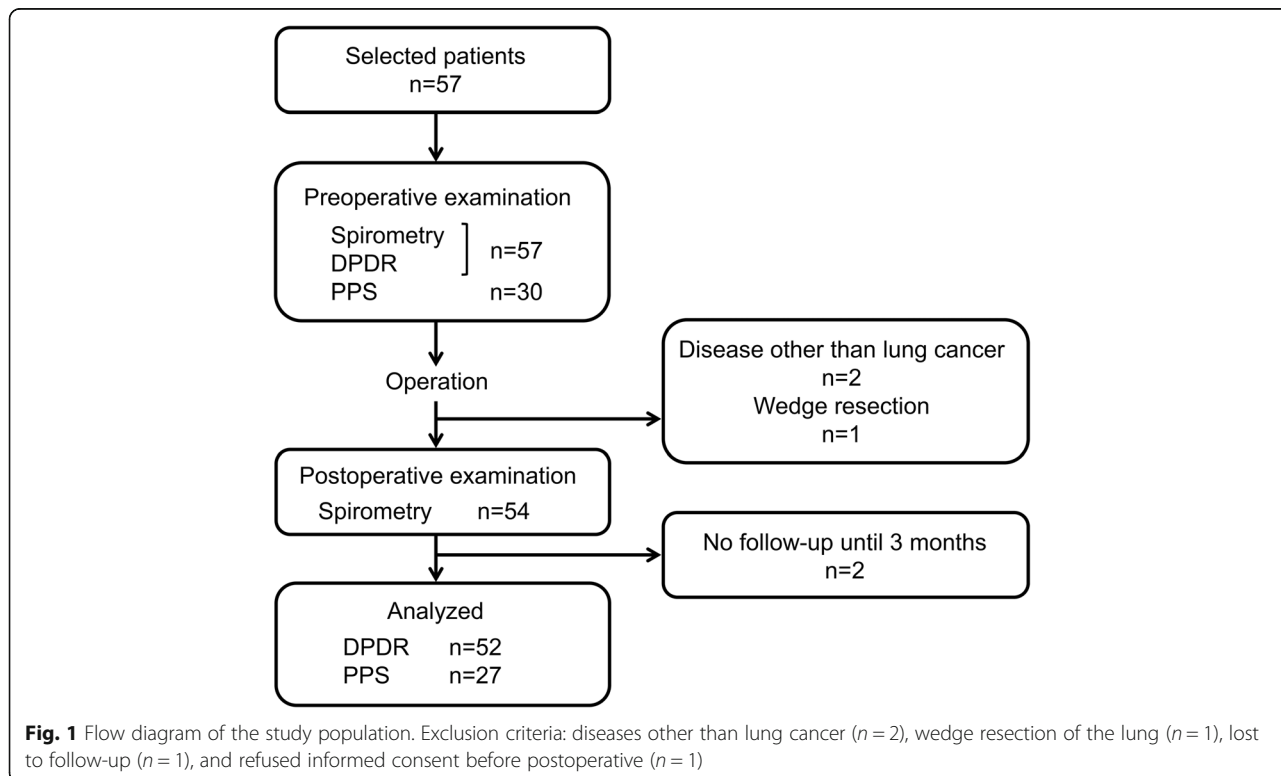 Selected patients
n=57
Preoperative examination
Spirometry
DPDR
n=57
PPS n=30
Operation
Disease other than lung cancer
n=2
Wedge resection
n=1
Postoperative examination
Spirometry n=54
No follow-up until 3 months
n=2
Analyzed
DPDR n=52
PPS n=27
Fig. 1 Flow diagram of the study population. Exclusion criteria: diseases other than lung cancer (n = 2), wedge resection of the lung (n = 1), lost
to follow-up (n = 1), and refused informed consent before postoperative (n = 1)